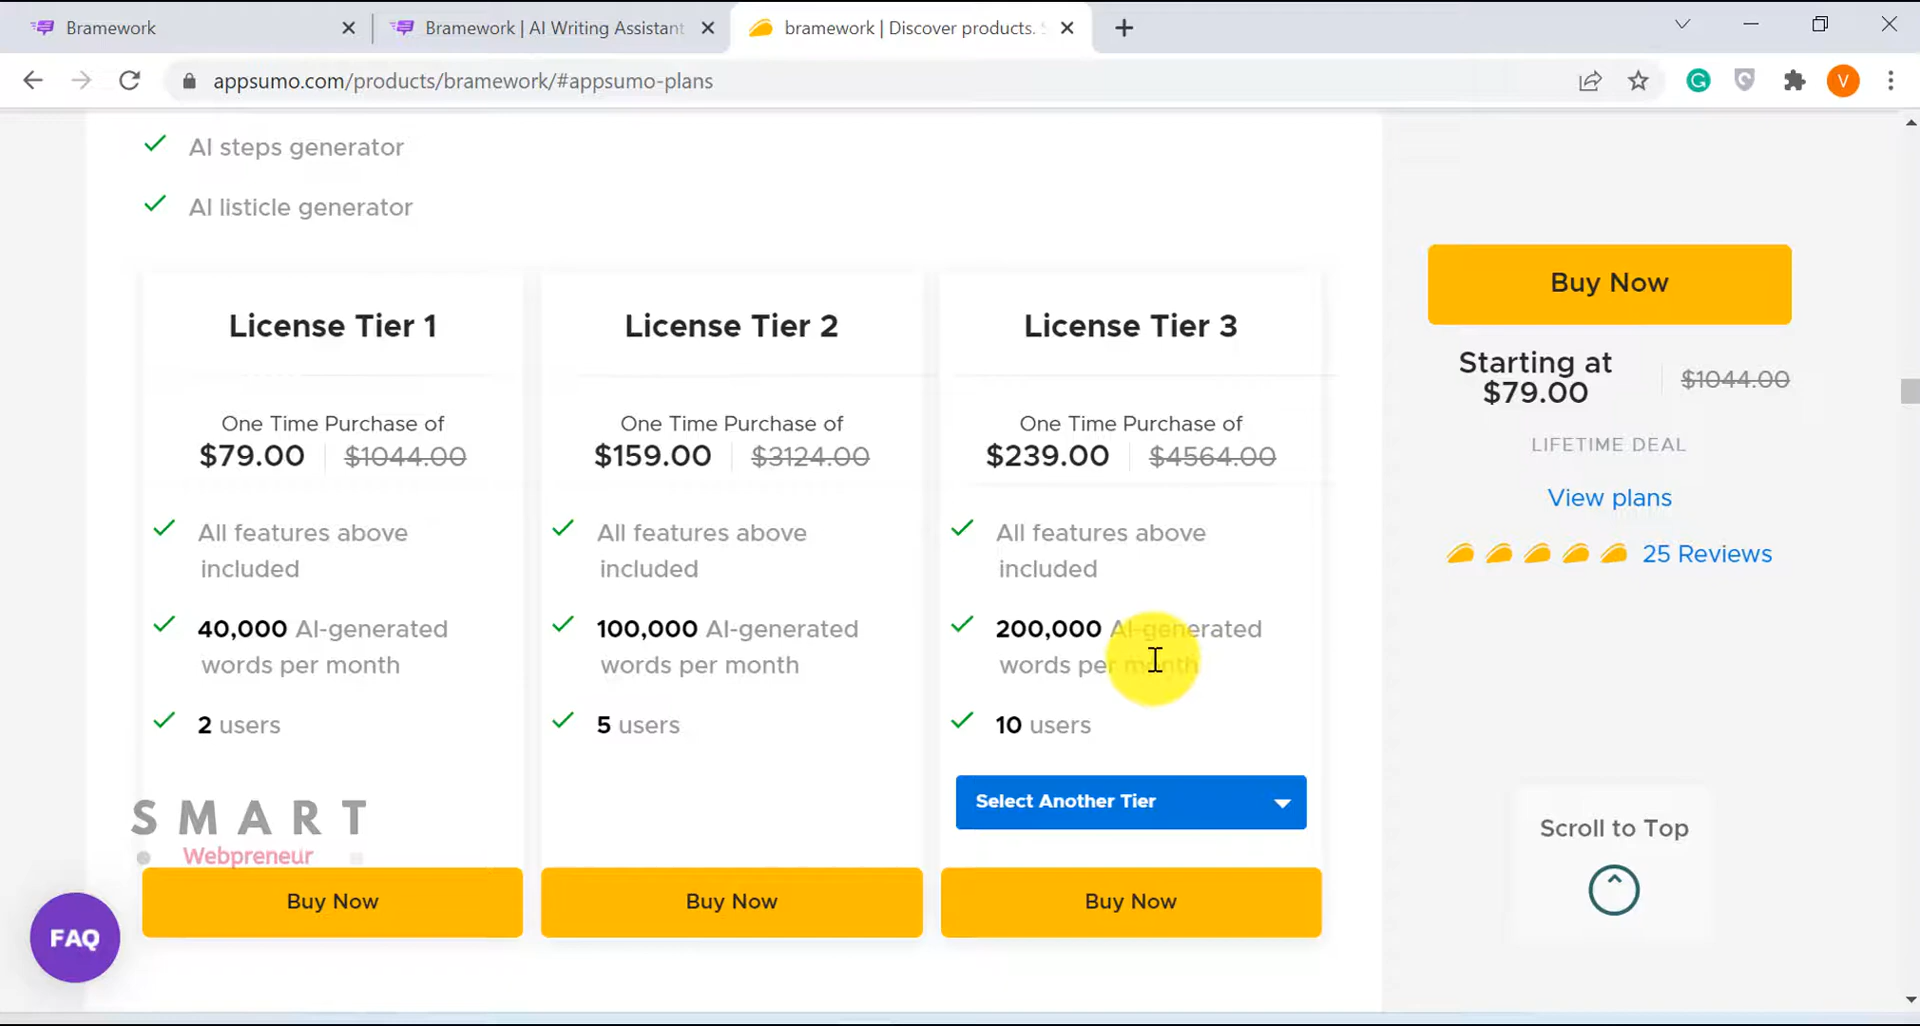 Bramework
Bramework | AI Writing Assistant
bramework | Discover products.
appsumo.com/products/bramework/#appsumo-plans
V
AI steps generator
AI listicle generator
License Tier 1
One Time Purchase of
$79.00 $1044.00
All features above
included
40,000 AI-generated
words per month
2 users
Buy Now
License Tier 2
One Time Purchase of
$159.00 $3124.00
All features above
included
100,000 AI-generated
words per month
5 users
Buy Now
License Tier 3
One Time Purchase of
$239.00 $4564.00
All features above
included
200,000 AI-generated
words per month
10 users
Select Another Tier
Buy Now
Buy Now
Starting at
$79.00
$1044.00
LIFETIME DEAL
View plans
25 Reviews
Scroll to Top
SMART
Webpreneur
FAQ